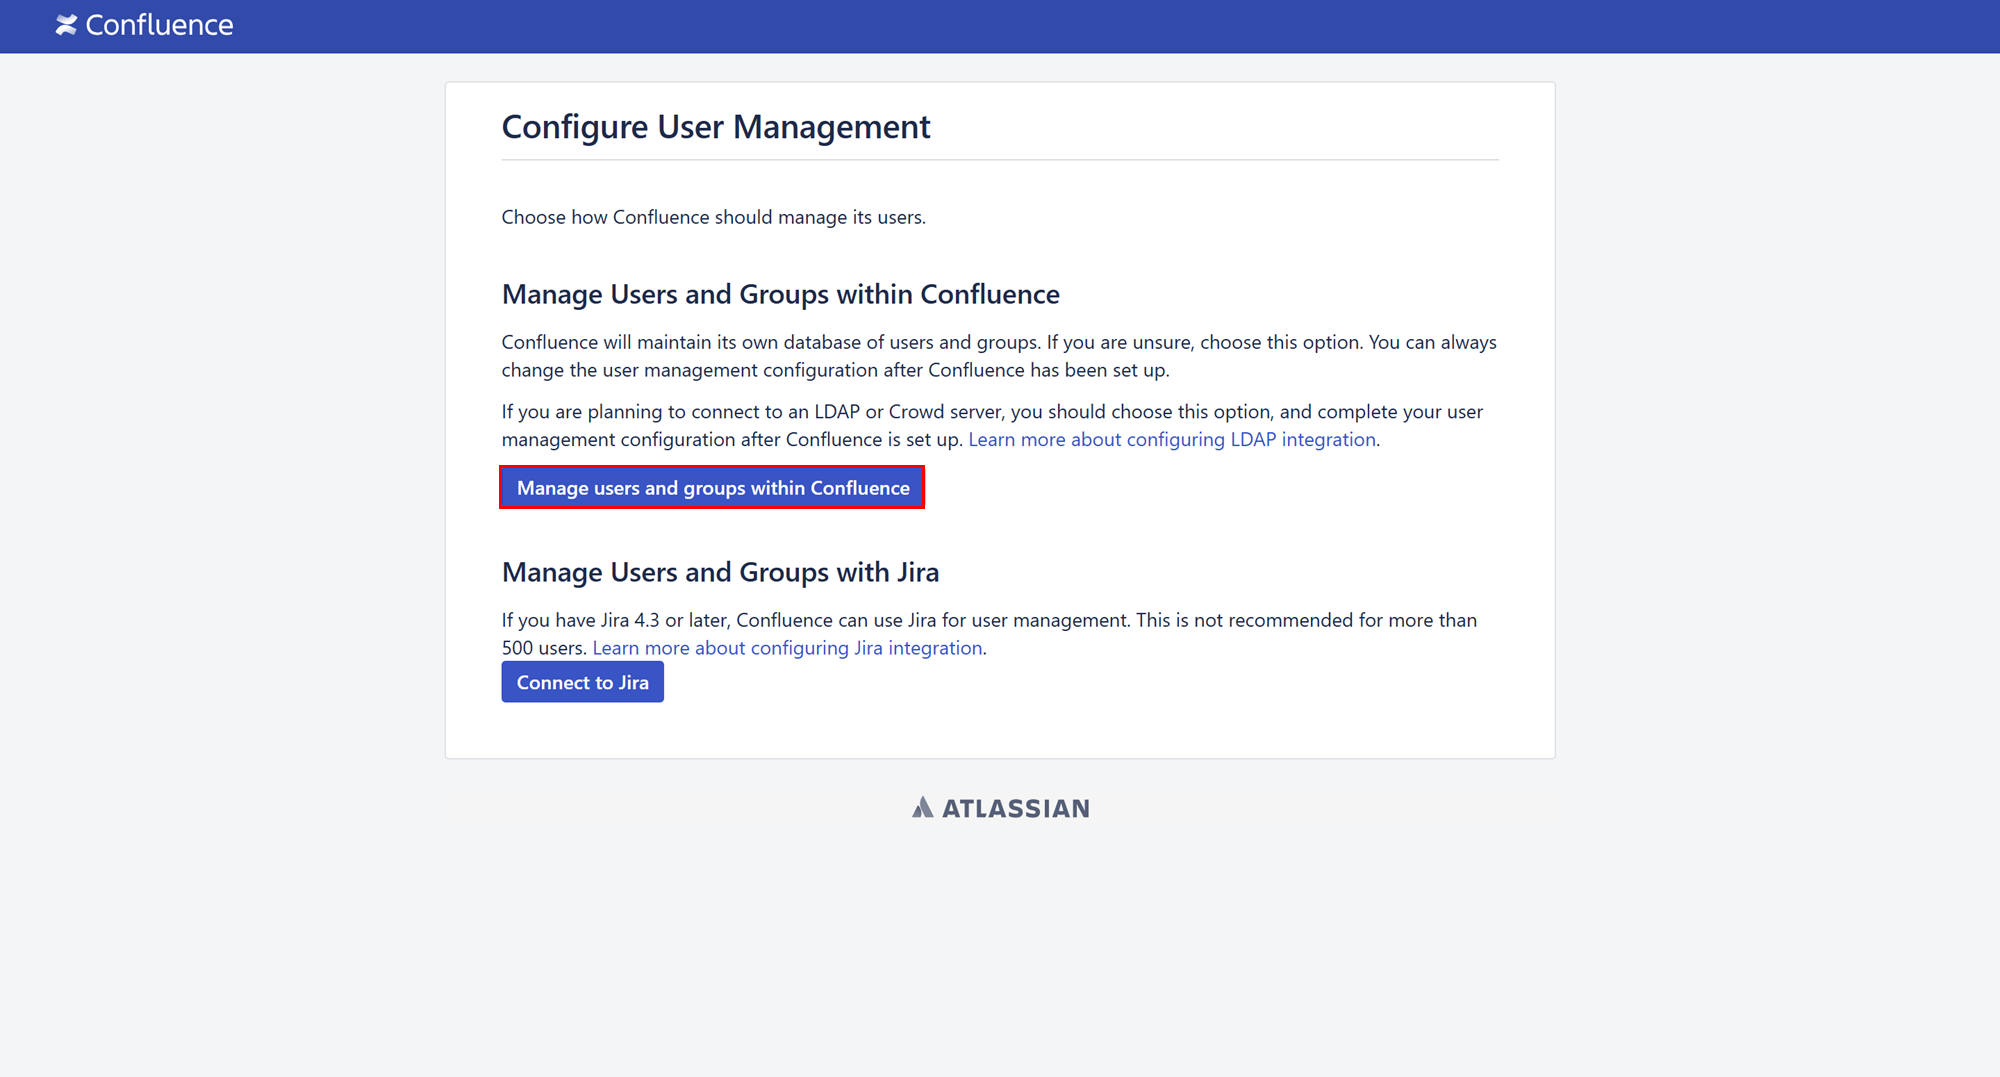 Confluence
Configure User Management
Choose how Confluence should manage its users.
Manage Users and Groups within Confluence
Confluence will maintain its own database of users and groups. If you are unsure, choose this option. You can always
change the user management configuration after Confluence has been set up.
If you are planning to connect to an LDAP or Crowd server, you should choose this option, and complete your user
management configuration after Confluence is set up. Learn more about configuring LDAP integration.
Manage users and groups within Confluence
Manage Users and Groups with Jira
If you have Jira 4.3 or later, Confluence can use Jira for user management. This is not recommended for more than
500 users. Learn more about configuring Jira integration.
Connect to Jira
ATLASSIAN